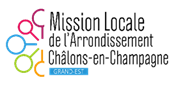 Mission Locale
de l'Arrondissement
Châlons-en-Champagne
GRAND-EST